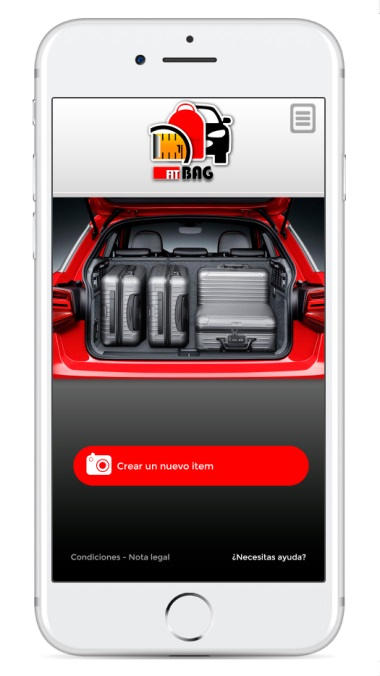 FIT BAG
Crear un nuevo item
Condiciones - Nota legal
¿Necesitas ayuda?